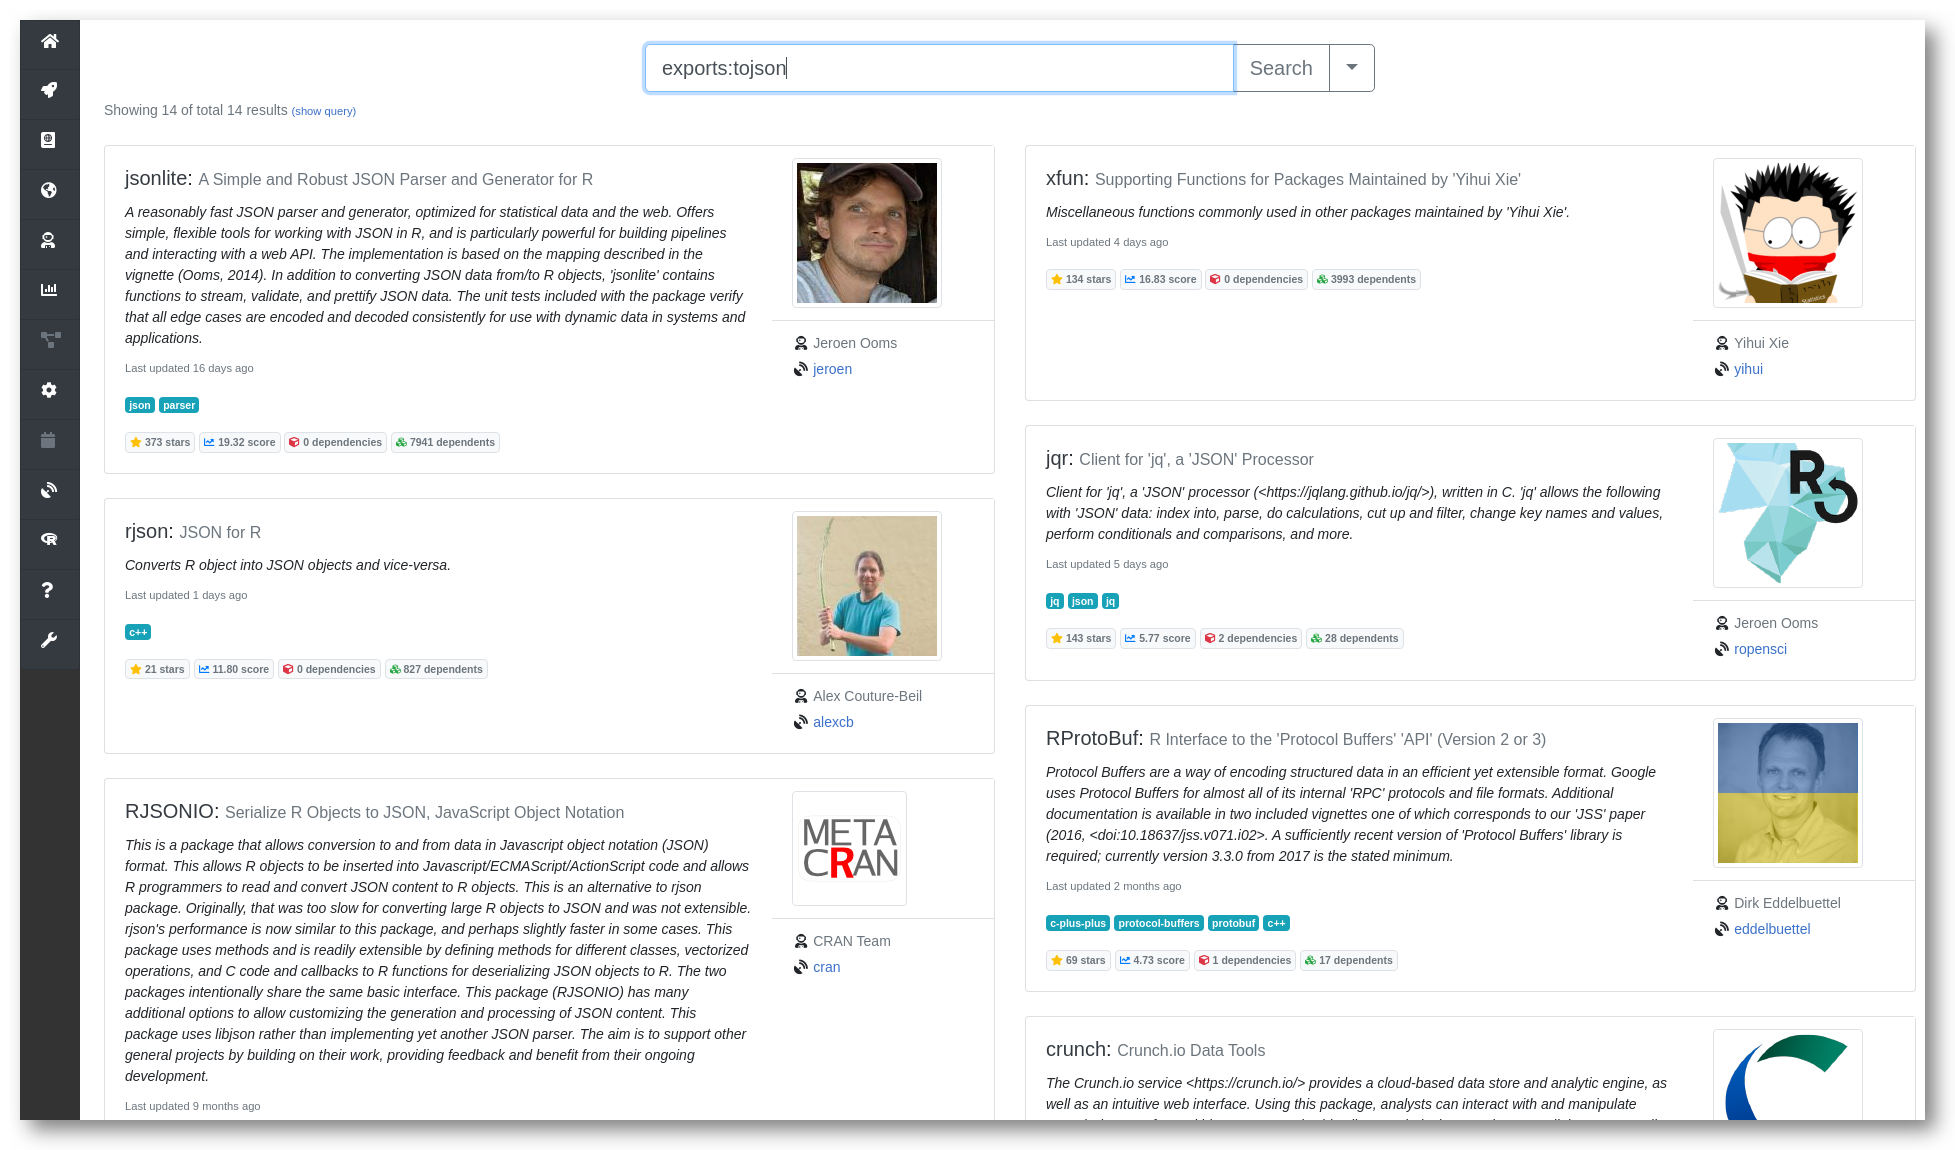 exports:tojson
Search
Showing 14 of total 14 results (show query)
jsonlite: A Simple and Robust JSON Parser and Generator for R
A reasonably fast JSON parser and generator, optimized for statistical data and the web. Offers
simple, flexible tools for working with JSON in R, and is particularly powerful for building pipelines
and interacting with a web API. The implementation is based on the mapping described in the
vignette (Ooms, 2014). In addition to converting JSON data from/to R objects, 'jsonlite' contains
functions to stream, validate, and prettify JSON data. The unit tests included with the package verify
that all edge cases are encoded and decoded consistently for use with dynamic data in systems and
applications.
Last updated 16 days ago
json parser
373 stars 19.32 score 0 dependencies 7941 dependents
Jeroen Ooms
jeroen
rjson: JSON for R
Converts R object into JSON objects and vice-versa.
Last updated 1 days ago
c++
21 stars 11.80 score 0 dependencies 827 dependents
Alex Couture-Beil
alexcb
RJSONIO: Serialize R Objects to JSON, JavaScript Object Notation
This is a package that allows conversion to and from data in Javascript object notation (JSON)
format. This allows R objects to be inserted into Javascript/ECMAScript/ActionScript code and allows
R programmers to read and convert JSON content to R objects. This is an alternative to rjson
package. Originally, that was too slow for converting large R objects to JSON and was not extensible.
rjson's performance is now similar to this package, and perhaps slightly faster in some cases. This
package uses methods and is readily extensible by defining methods for different classes, vectorized
operations, and C code and callbacks to R functions for deserializing JSON objects to R. The two
packages intentionally share the same basic interface. This package (RJSONIO) has many
additional options to allow customizing the generation and processing of JSON content. This
package uses libjson rather than implementing yet another JSON parser. The aim is to support other
general projects by building on their work, providing feedback and benefit from their ongoing
development.
Last updated 9 months ago
META
CRAN
CRAN Team
cran
xfun: Supporting Functions for Packages Maintained by 'Yihui Xie'
Miscellaneous functions commonly used in other packages maintained by 'Yihui Xie'.
Last updated 4 days ago
134 stars 16.83 score 0 dependencies 3993 dependents
Statistics
Yihui Xie
yihui
jqr: Client for 'jq', a 'JSON' Processor
Client for 'jq', a 'JSON' processor (<https://jqlang.github.io/jq/>), written in C. 'jq' allows the following
with 'JSON' data: index into, parse, do calculations, cut up and filter, change key names and values,
perform conditionals and comparisons, and more.
Last updated 5 days ago
jq json jq
143 stars 5.77 score 2 dependencies 28 dependents
R
Jeroen Ooms
ropensci
RProtoBuf: R Interface to the 'Protocol Buffers' 'API' (Version 2 or 3)
Protocol Buffers are a way of encoding structured data in an efficient yet extensible format. Google
uses Protocol Buffers for almost all of its internal 'RPC' protocols and file formats. Additional
documentation is available in two included vignettes one of which corresponds to our 'JSS' paper
(2016, <doi:10.18637/jss.v071.i02>. A sufficiently recent version of 'Protocol Buffers' library is
required; currently version 3.3.0 from 2017 is the stated minimum.
Last updated 2 months ago
c-plus-plus protocol-buffers protobuf c++
69 stars 4.73 score 1 dependencies 17 dependents
Dirk Eddelbuettel
eddelbuettel
crunch: Crunch.io Data Tools
The Crunch.io service <https://crunch.io/> provides a cloud-based data store and analytic engine, as
well as an intuitive web interface. Using this package, analysts can interact with and manipulate